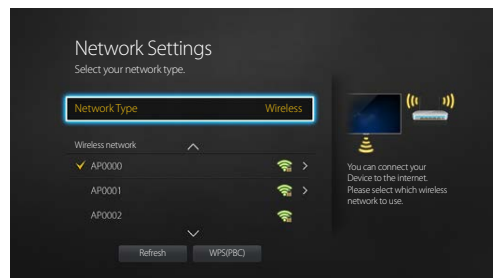 Network Settings
Select your network type.
Network Type Wireless
Wireless network
AP0000
AP0001
AP0002
Refresh WPS(PBC)
You can connect your
Device to the internet.
Please select which wireless
network to use.